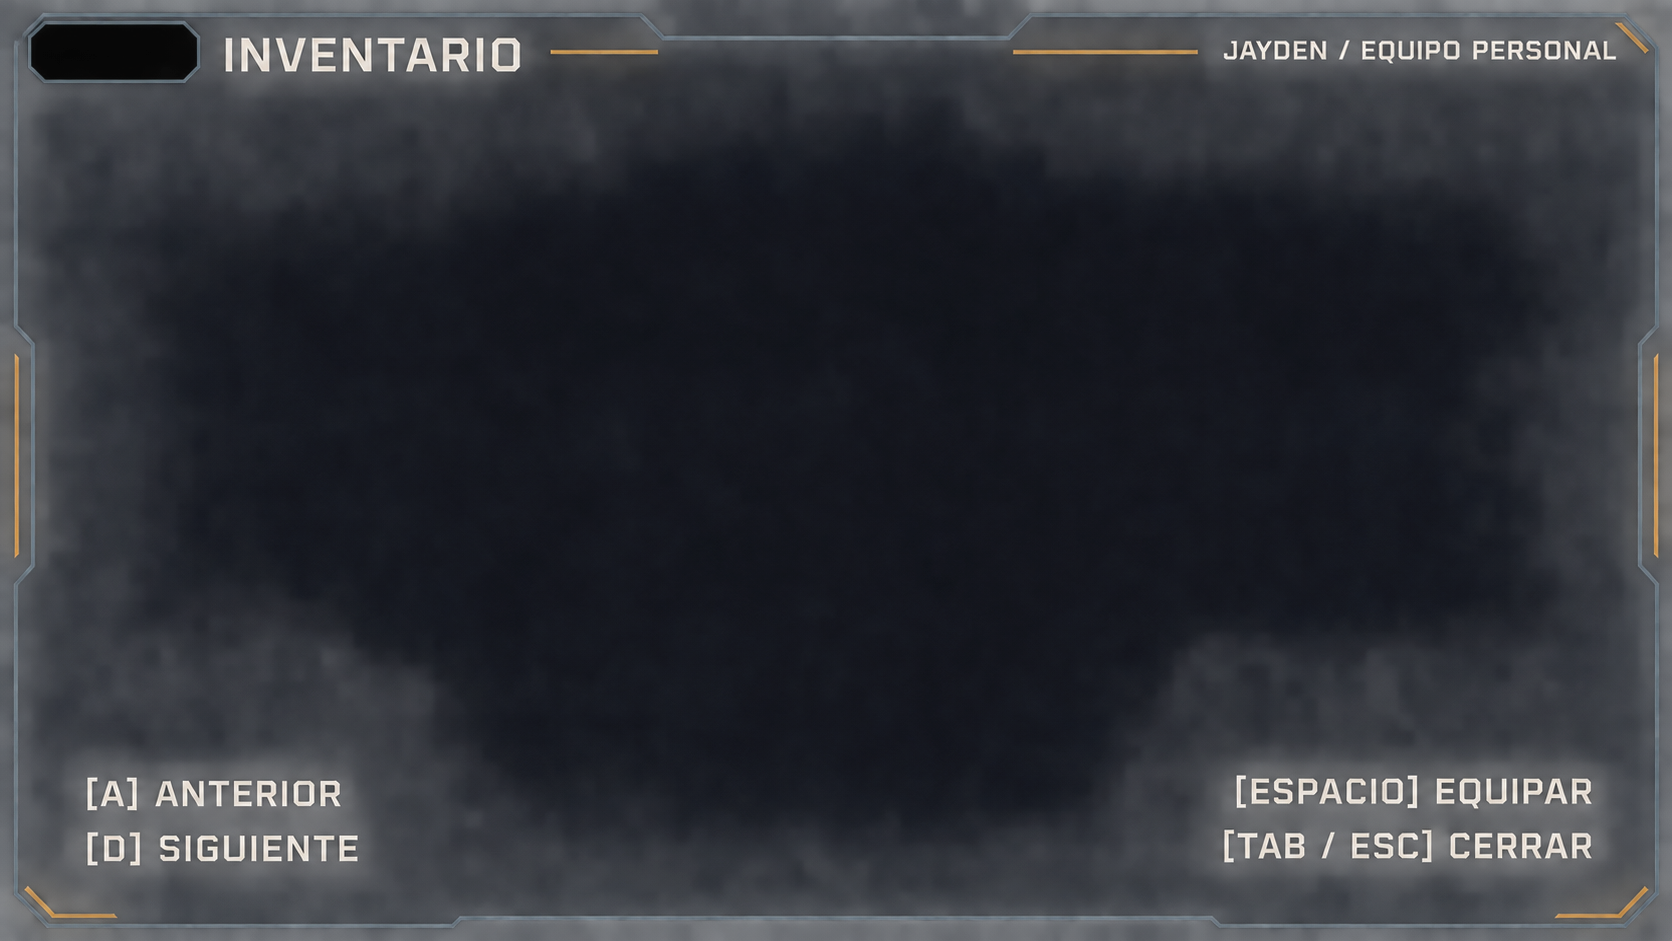 INVENTARIO
JAYDEN / EQUIPO PERSONAL
[A] ANTERIOR
[D] SIGUIENTE
[ESPACIO] EQUIPAR
[TAB / ESC] CERRAR